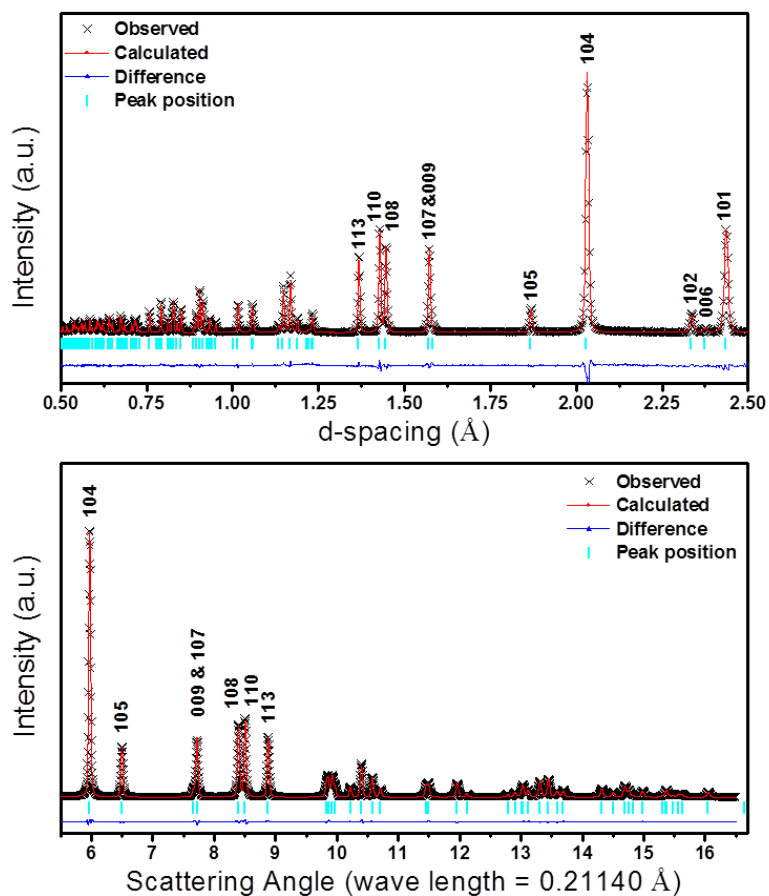 Observed
Calculated
Difference
Peak position
104
107&009
110
108
113
105
101
102
006
Intensity (a.u.)
0.50 0.75 1.00 1.25 1.50 1.75 2.00 2.25 2.50
d-spacing (Å)
Observed
Calculated
Difference
Peak position
104
105
009 & 107
108
110
113
Intensity (a.u.)
6 7 8 9 10 11 12 13 14 15 16
Scattering Angle (wave length = 0.21140 Å)